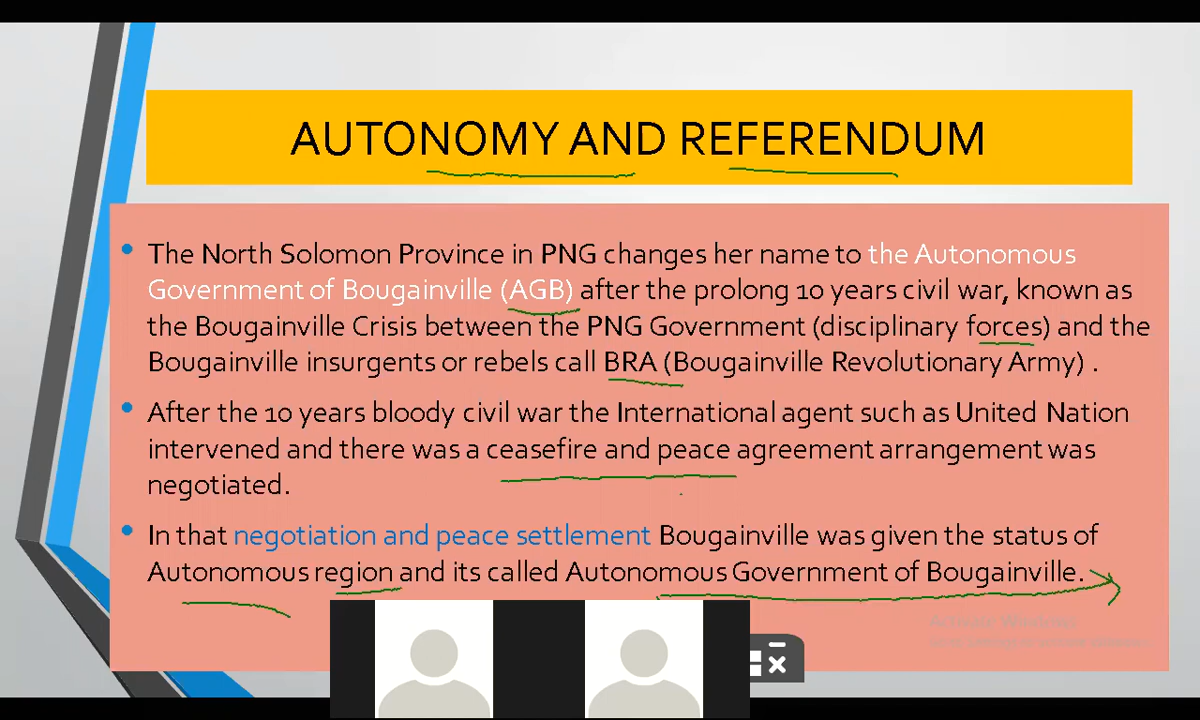 AUTONOMY AND REFERENDUM
• The North Solomon Province in PNG changes her name to the Autonomous
Government of Bougainville (AGB) after the prolong 10 years civil war, known as
the Bougainville Crisis between the PNG Government (disciplinary forces) and the
Bougainville insurgents or rebels call BRA (Bougainville Revolutionary Army) .
• After the 10 years bloody civil war the International agent such as United Nation
intervened and there was a ceasefire and peace agreement arrangement was
negotiated.
• In that negotiation and peace settlement Bougainville was given the status of
Autonomous region and its called Autonomous Government of Bougainville.
Activate Windows